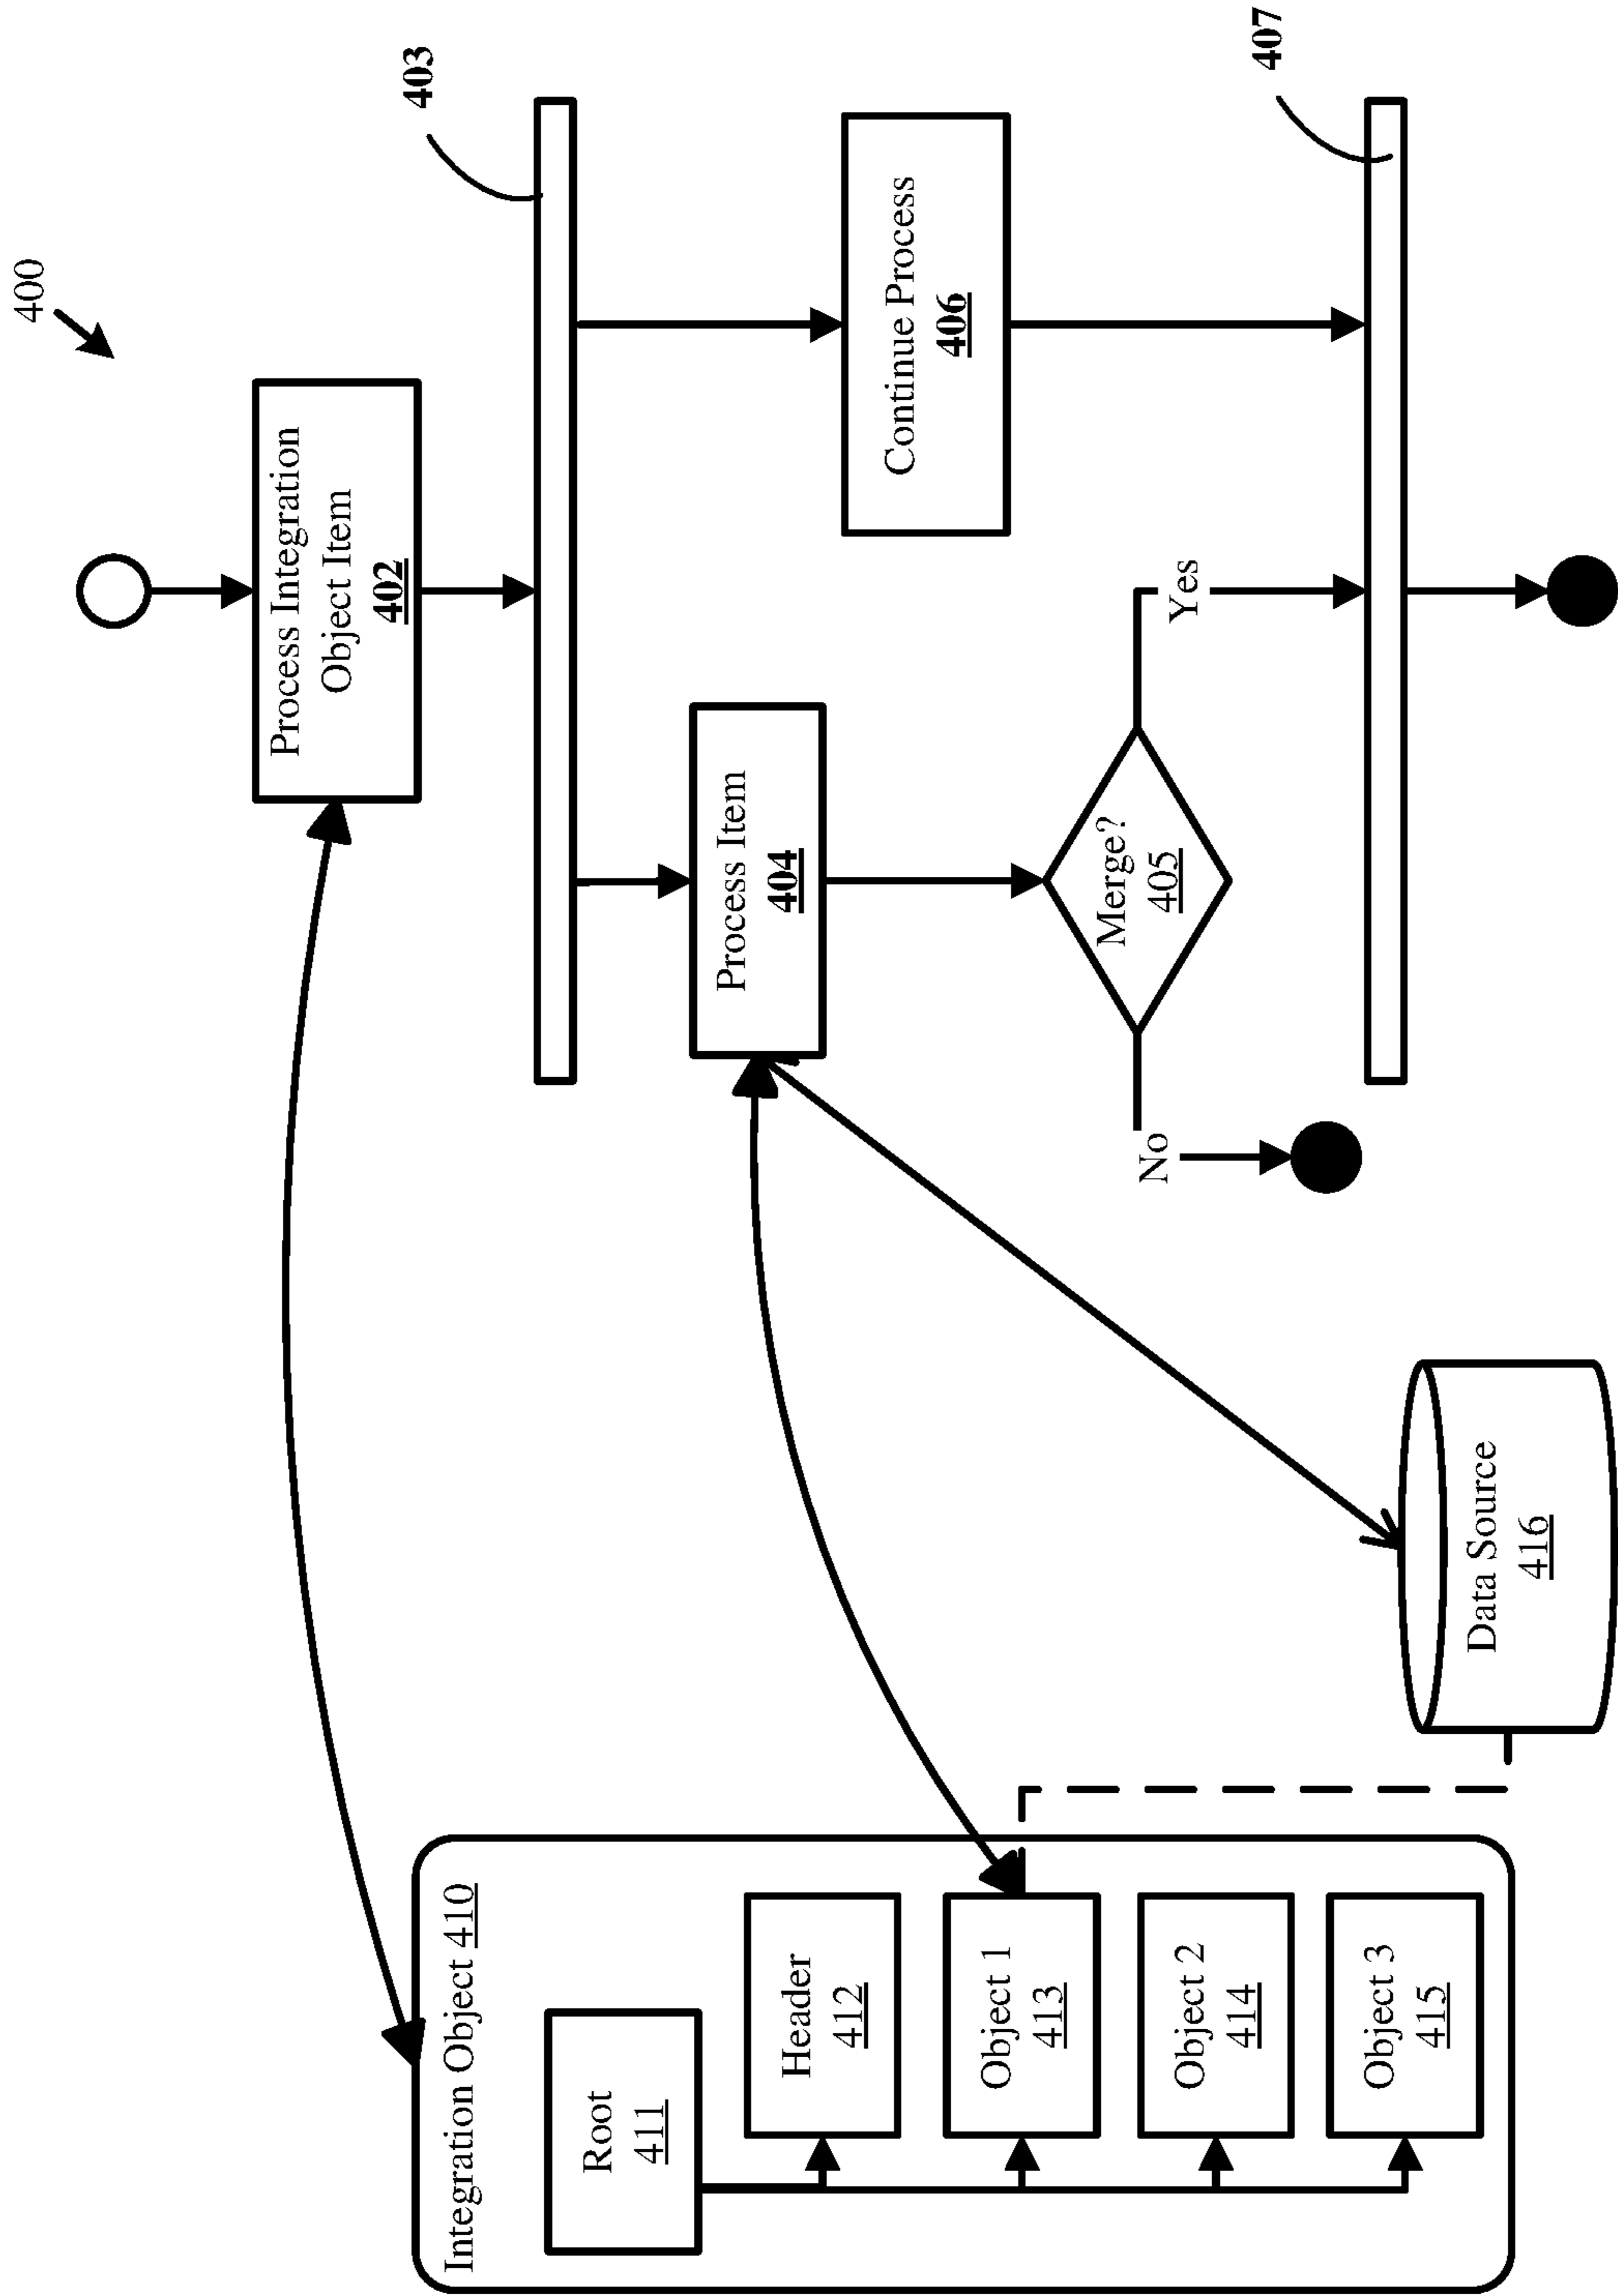 400
Process Integration
Object Item
402
403
Process Item
404
Continue Process
406
Merge?
405
No
Yes
407
Integration Object 410
Root
411
Header
412
Object 1
413
Object 2
414
Object 3
415
Data Source
416